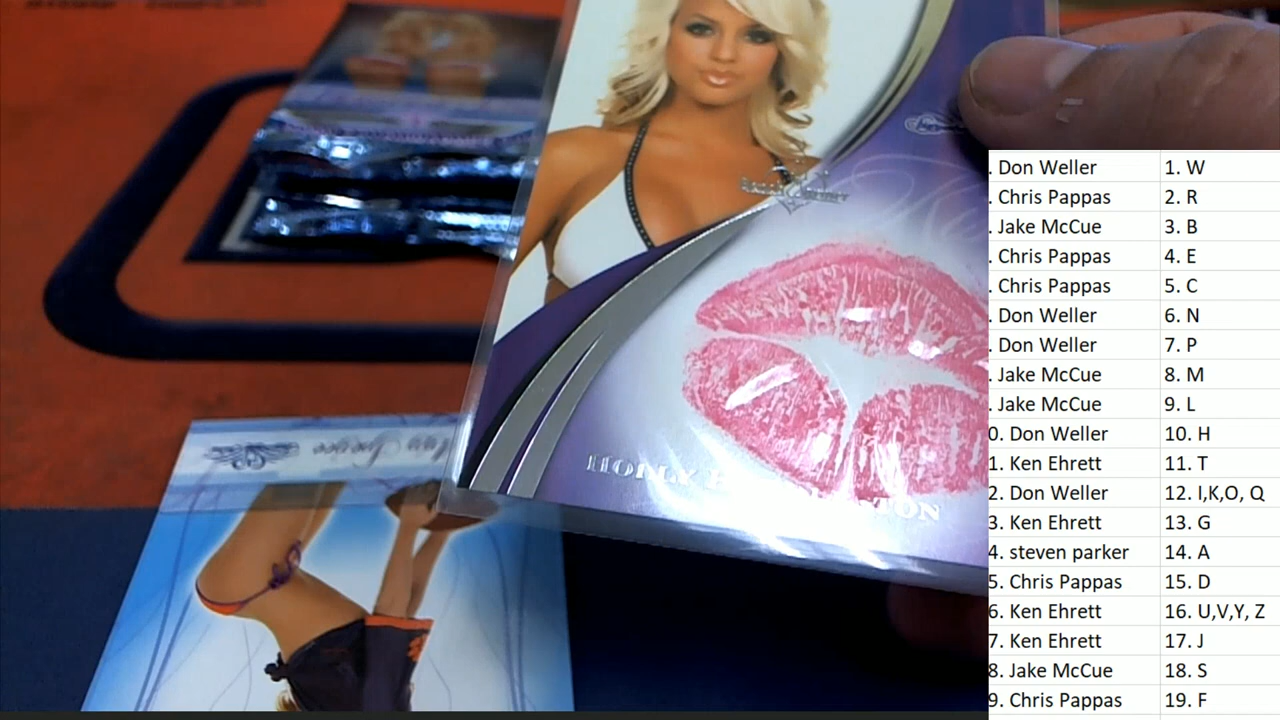 . Don Weller 1. W
. Chris Pappas 2. R
. Jake McCue 3. B
. Chris Pappas 4. E
. Chris Pappas 5. C
. Don Weller 6. N
. Don Weller 7. P
. Jake McCue 8. M
. Jake McCue 9. L
0. Don Weller 10. H
1. Ken Ehrett 11. T
2. Don Weller 12. I,K,O, Q
3. Ken Ehrett 13. G
4. steven parker 14. A
5. Chris Pappas 15. D
6. Ken Ehrett 16. U,V,Y, Z
7. Ken Ehrett 17. J
8. Jake McCue 18. S
9. Chris Pappas 19. F